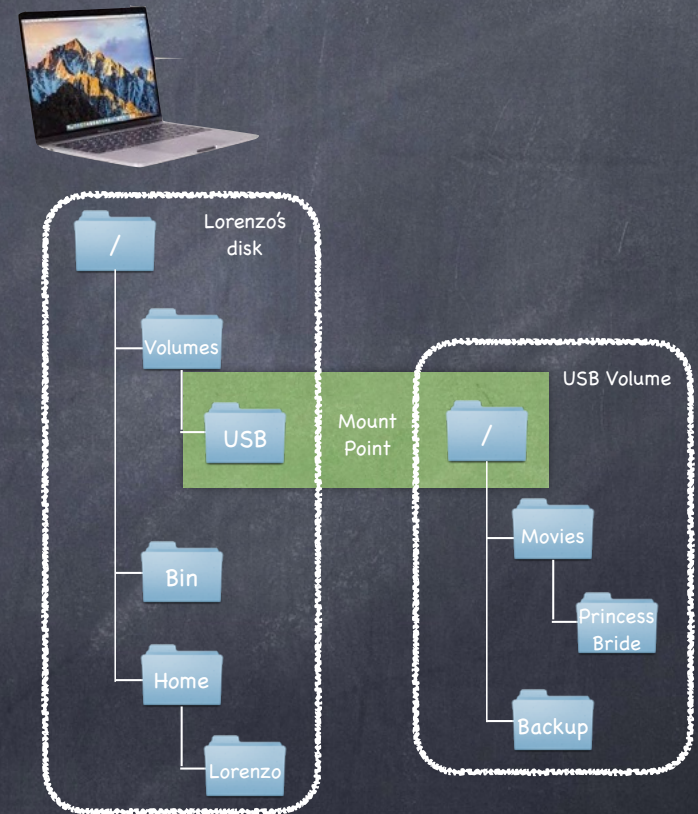 /
Lorenzo's
disk
Volumes
USB
Bin
Home
Lorenzo
Mount
Point
USB Volume
/
Movies
Princess
Bride
Backup